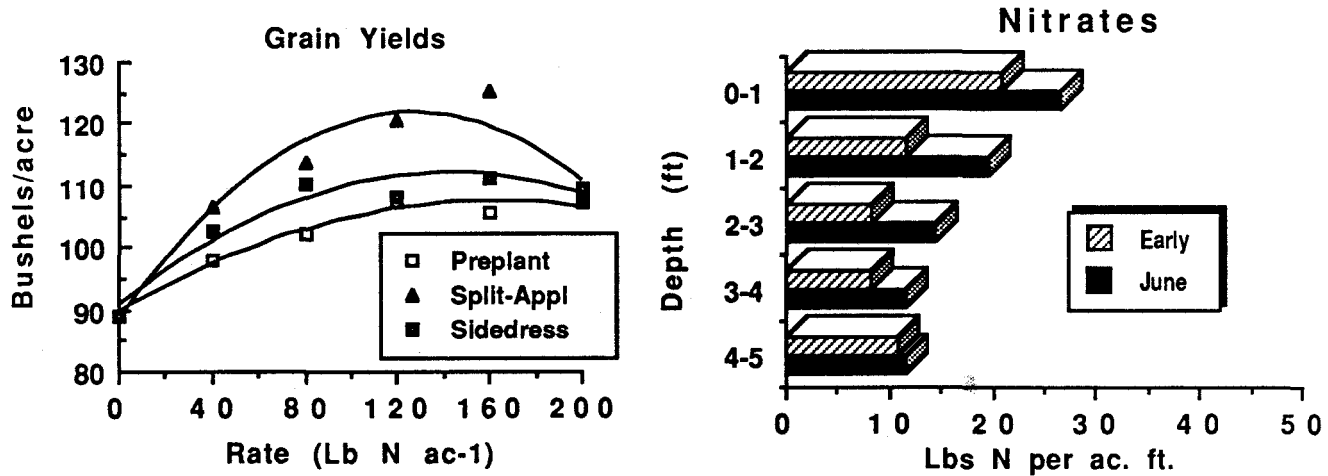 Grain Yields
Bushels/acre
130
120
110
100
90
80
0 40 80 120 160 200
Rate (Lb N ac-1)
Preplant
Split-Appl
Sidedress
Nitrates
Depth (ft)
0-1
1-2
2-3
3-4
4-5
0 10 20 30 40 50
Lbs N per ac. ft.
Early
June